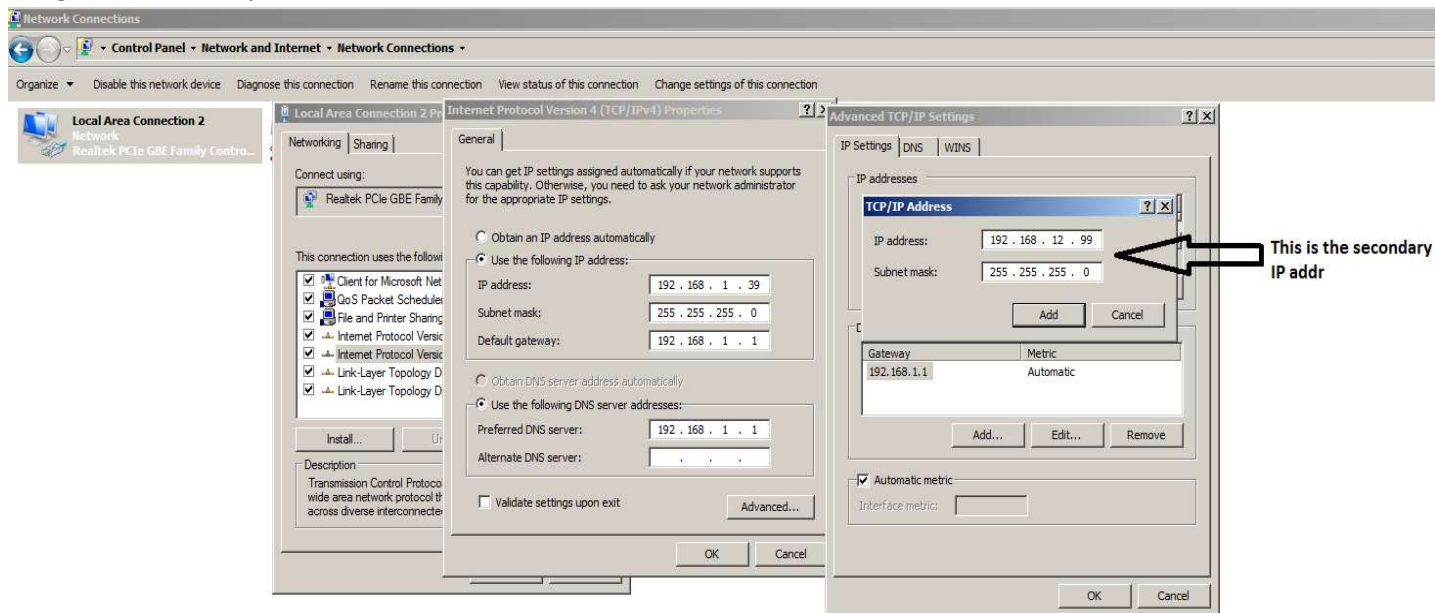 Network Connections
Control Panel Network and Internet Network Connections
Organize Disable this network device Diagnose this connection Rename this connection View status of this connection Change settings of this connection
Local Area Connection 2
Network
Realtek PCIe GBE Family Contro...
Local Area Connection 2 Pr
Networking Sharing
Connect using:
Realtek PCIe GBE Family
This connection uses the followi
Client for Microsoft Net
QoS Packet Schedule
File and Printer Sharing
Internet Protocol Versic
Internet Protocol Versic
Link-Layer Topology D
Link-Layer Topology D
Install... Un
Description
Transmission Control Protoco
wide area network protocol th
across diverse interconnecte
Internet Protocol Version 4 (TCP/IPv4) Properties
General
You can get IP settings assigned automatically if your network supports
this capability. Otherwise, you need to ask your network administrator
for the appropriate IP settings.
Obtain an IP address automatically
Use the following IP address:
IP address: 192 . 168 . 1 . 39
Subnet mask: 255 . 255 . 255 . 0
Default gateway: 192 . 168 . 1 . 1
Obtain DNS server address automatically
Use the following DNS server addresses:
Preferred DNS server: 192 . 168 . 1 . 1
Alternate DNS server: . . .
Validate settings upon exit Advanced...
OK Cancel
Advanced TCP/IP Settings
IP Settings DNS WINS
IP addresses
TCP/IP Address
IP address: 192 . 168 . 12 . 99
Subnet mask: 255 . 255 . 255 . 0
Add Cancel
Gateway Metric
192.168.1.1 Automatic
Add... Edit... Remove
Automatic metric
Interface metric:
OK Cancel
This is the secondary
IP addr